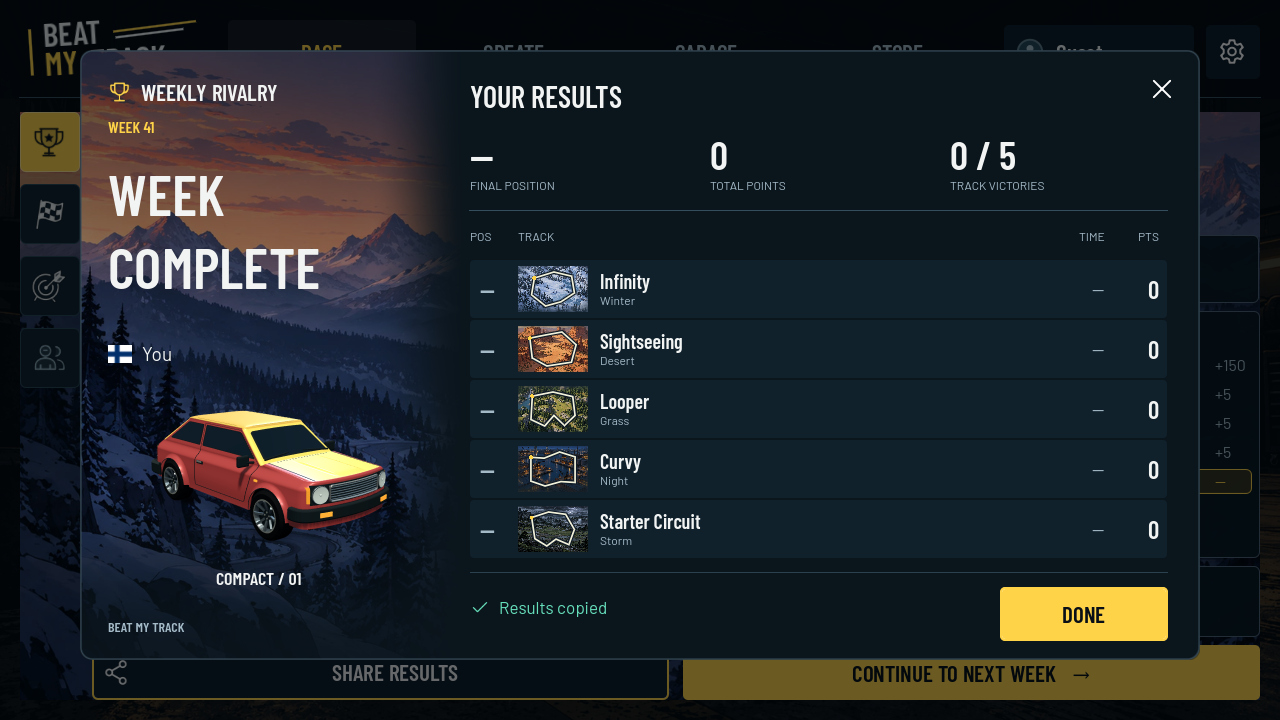 BEAT
MY TRACK
RACE
CREATE
GARAGE
STORE
Guest
WEEKLY RIVALRY
WEEK 41
WEEK
COMPLETE
You
COMPACT / 01
BEAT MY TRACK
YOUR RESULTS
—
FINAL POSITION
0
TOTAL POINTS
0 / 5
TRACK VICTORIES
POS TRACK TIME PTS
— Infinity — 0
Winter
— Sightseeing — 0
Desert
— Looper — 0
Grass
— Curvy — 0
Night
— Starter Circuit — 0
Storm
Results copied
DONE
+150
+5
+5
+5
—
SHARE RESULTS
CONTINUE TO NEXT WEEK →